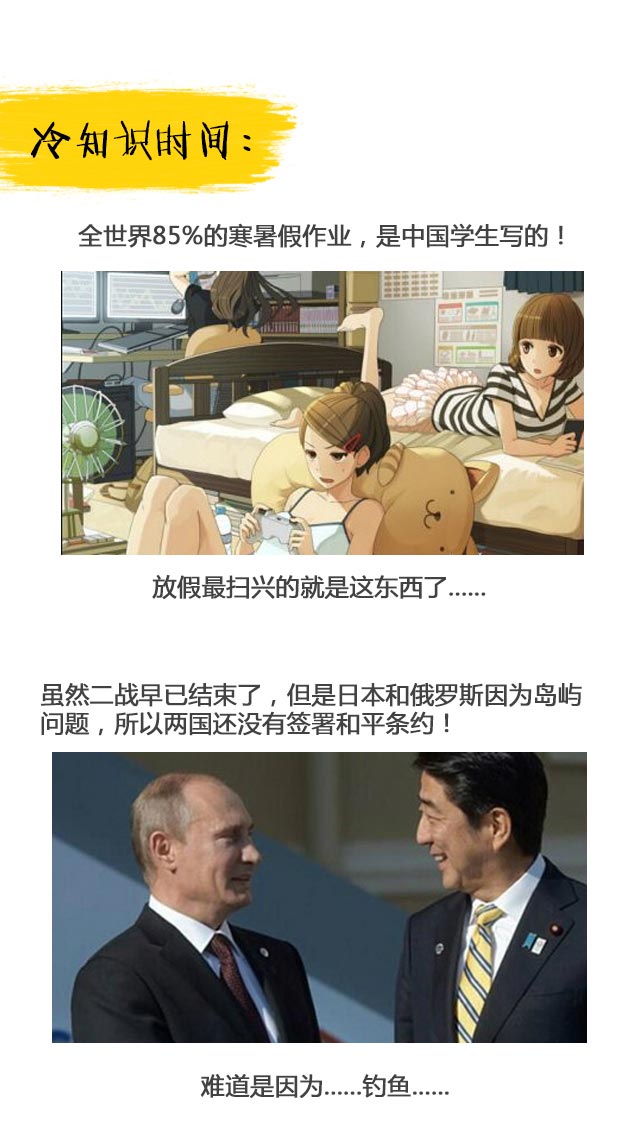 冷知识时间：
全世界85%的寒暑假作业，是中国学生写的！
放假最扫兴的就是这东西了......
虽然二战早已结束了，但是日本和俄罗斯因为岛屿
问题，所以两国还没有签署和平条约！
难道是因为......钓鱼......